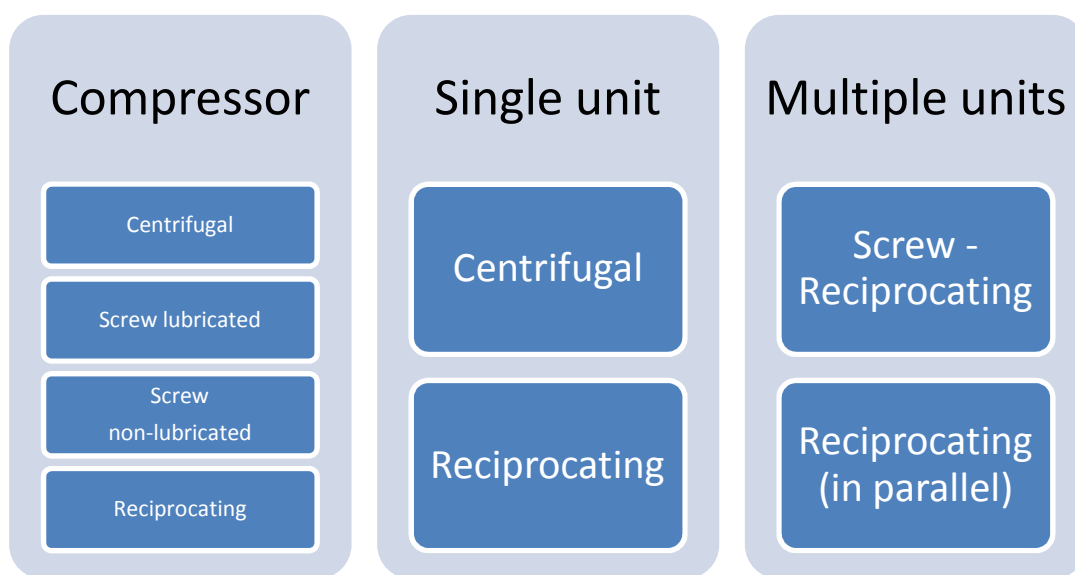 Compressor
Centrifugal
Screw lubricated
Screw
non-lubricated
Reciprocating
Single unit
Centrifugal
Reciprocating
Multiple units
Screw -
Reciprocating
Reciprocating
(in parallel)